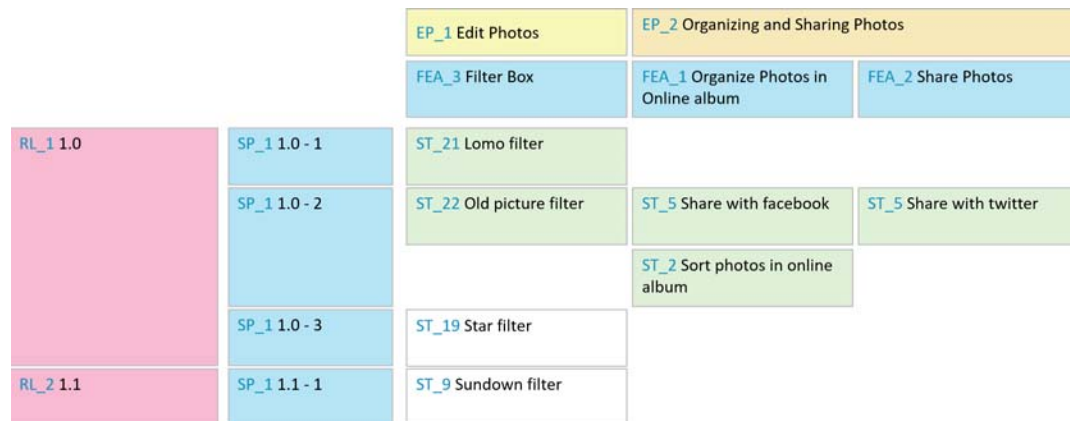 EP_1 Edit Photos
EP_2 Organizing and Sharing Photos
FEA_3 Filter Box
FEA_1 Organize Photos in
Online album
FEA_2 Share Photos
RL_1 1.0
SP_1 1.0 - 1
ST_21 Lomo filter
SP_1 1.0 - 2
ST_22 Old picture filter
ST_5 Share with facebook
ST_5 Share with twitter
ST_2 Sort photos in online
album
SP_1 1.0 - 3
ST_19 Star filter
RL_2 1.1
SP_1 1.1 - 1
ST_9 Sundown filter